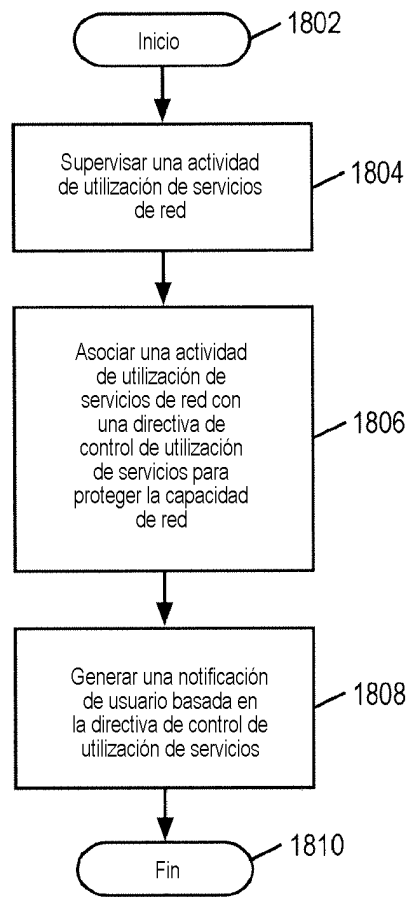 Inicio
1802
Supervisar una actividad
de utilización de servicios
de red
1804
Asociar una actividad
de utilización de
servicios de red con
una directiva de
control de utilización
de servicios para
proteger la capacidad
de red
1806
Generar una notificación
de usuario basada en
la directiva de control de
utilización de servicios
1808
Fin
1810